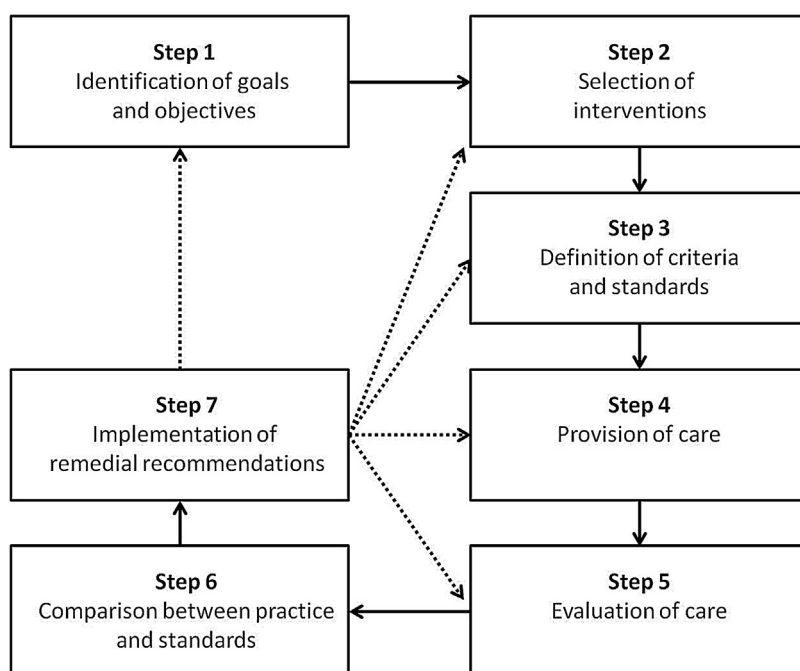 Step 1
Identification of goals
and objectives
Step 2
Selection of
interventions
Step 3
Definition of criteria
and standards
Step 4
Provision of care
Step 5
Evaluation of care
Step 6
Comparison between practice
and standards
Step 7
Implementation of
remedial recommendations